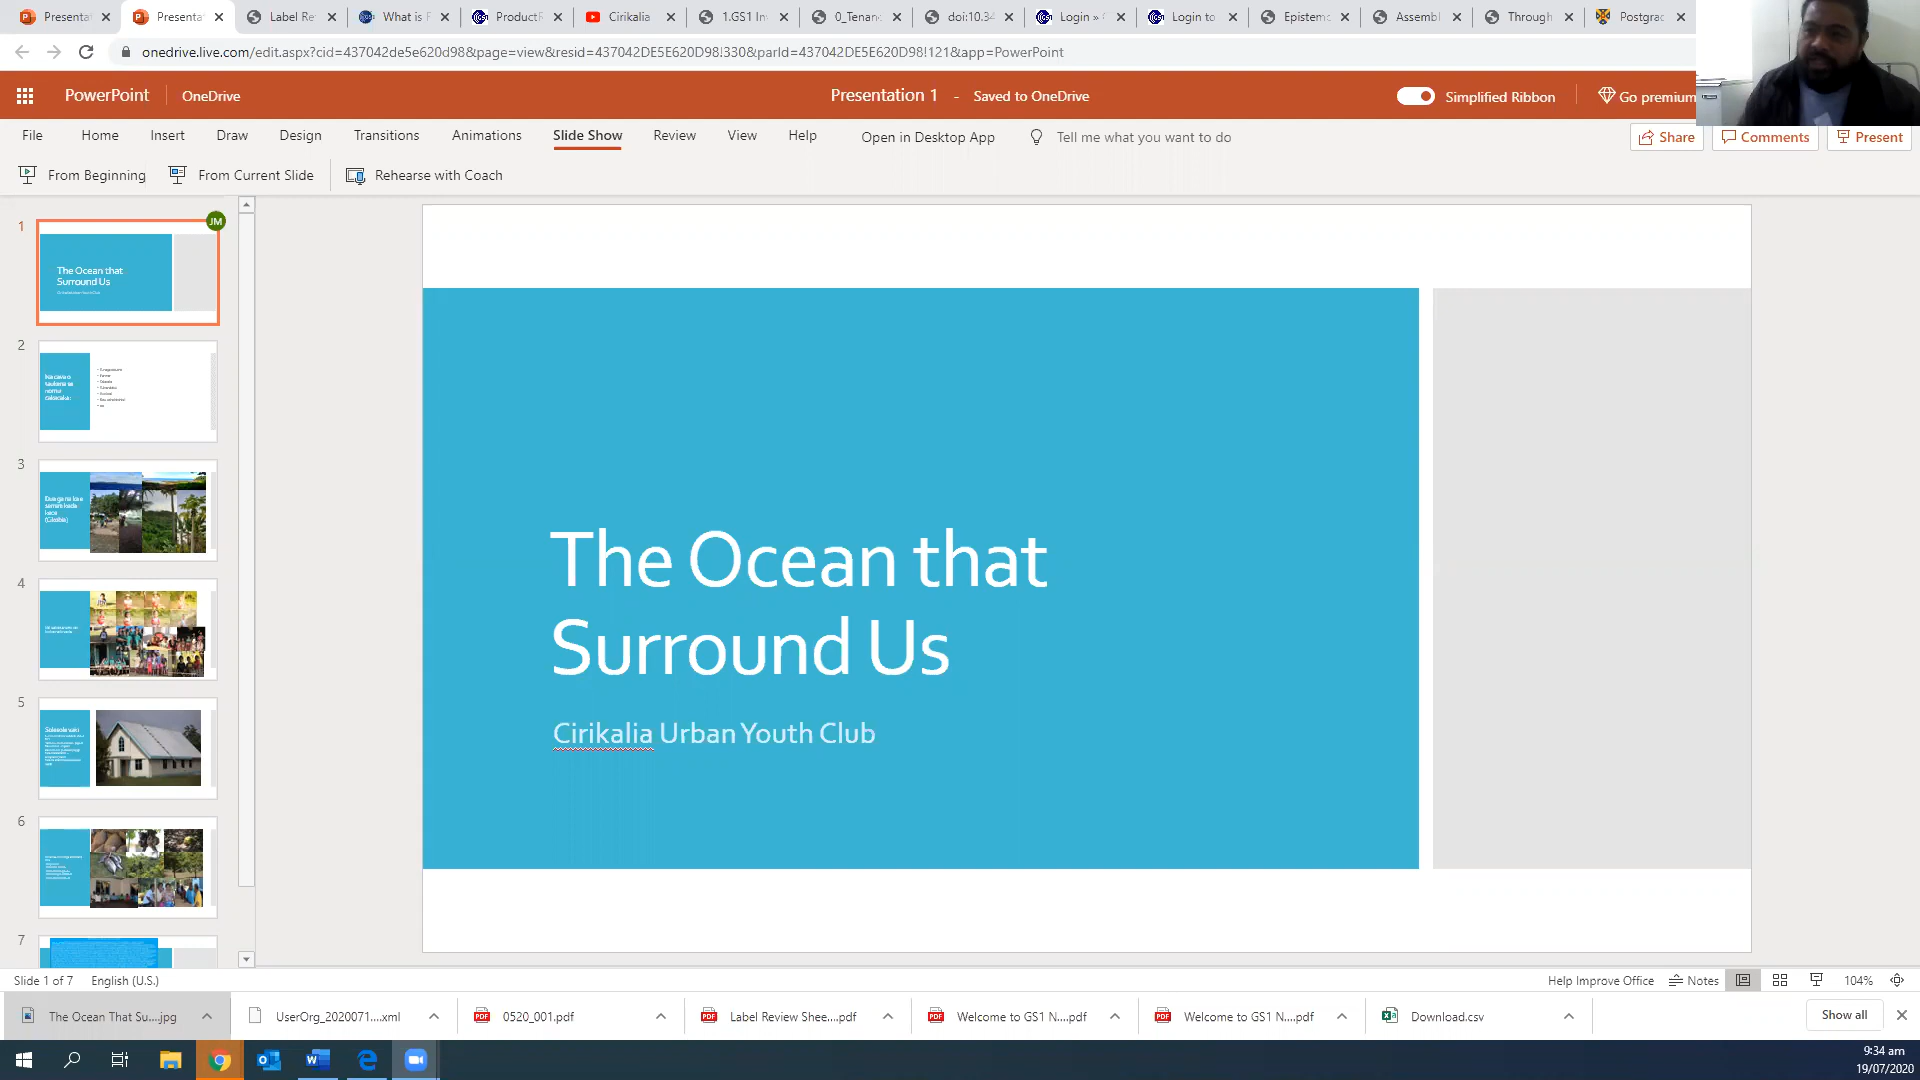 Presenta
Presenta
Label Re
What is F
ProductR
Cirikalia
1.GS1 In
0_Tenan
doi:10.34
Login »
Login to
Epistemo
Assembl
Through
Postgrac
onedrive.live.com/edit.aspx?cid=437042de5e620d98&page=view&resid=437042DE5E620D98!330&parId=437042DE5E620D98!121&app=PowerPoint
PowerPoint
OneDrive
Presentation 1 - Saved to OneDrive
Simplified Ribbon
Go premium
File Home Insert Draw Design Transitions Animations Slide Show Review View Help Open in Desktop App Tell me what you want to do
Share Comments Present
From Beginning From Current Slide Rehearse with Coach
1
JM
The Ocean that
Surround Us
2
3
4
5
6
7
The Ocean that
Surround Us
Cirikalia Urban Youth Club
Slide 1 of 7 English (U.S.)
Help Improve Office Notes 104%
The Ocean That Su....jpg
UserOrg_2020071....xml
0520_001.pdf
Label Review Shee....pdf
Welcome to GS1 N....pdf
Welcome to GS1 N....pdf
Download.csv
Show all
9:34 am
19/07/2020